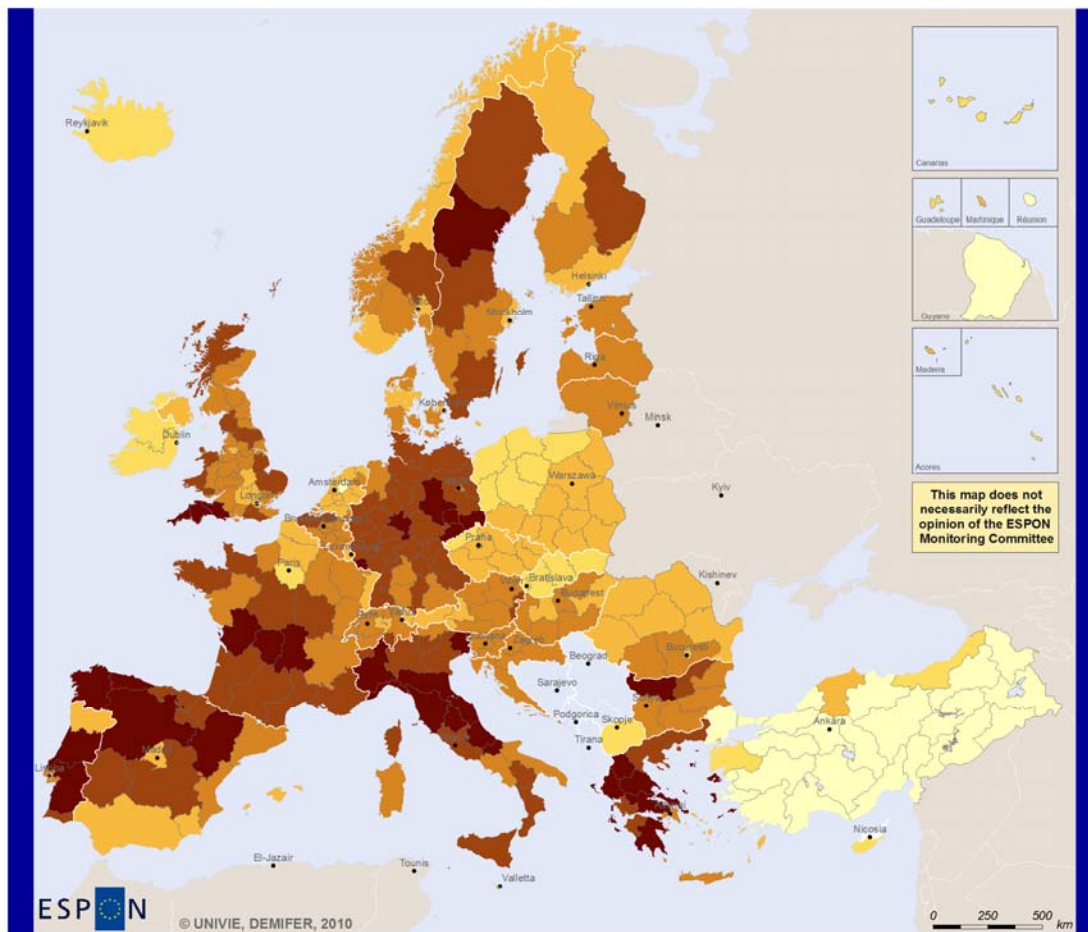 Reykjavik
Canarias
Guadeloupe
Martinique
Réunion
Guyane
Helsinki
Tallinn
Stockholm
Madeira
Riga
København
Vilnius
Minsk
Dublin
Acores
Amsterdam
Warszawa
London
Kyiv
This map does not
necessarily reflect the
opinion of the ESPON
Monitoring Committee
Praha
Paris
Bratislava
Kishinev
Budapest
Zagreb
Bucuresti
Beograd
Sarajevo
Podgorica
Skopje
Tirana
Ankara
Madrid
Lisboa
Nicosia
El-Jazair
Tounis
Valletta
ESPON
© UNIVIE, DEMIFER, 2010
0 250 500
km